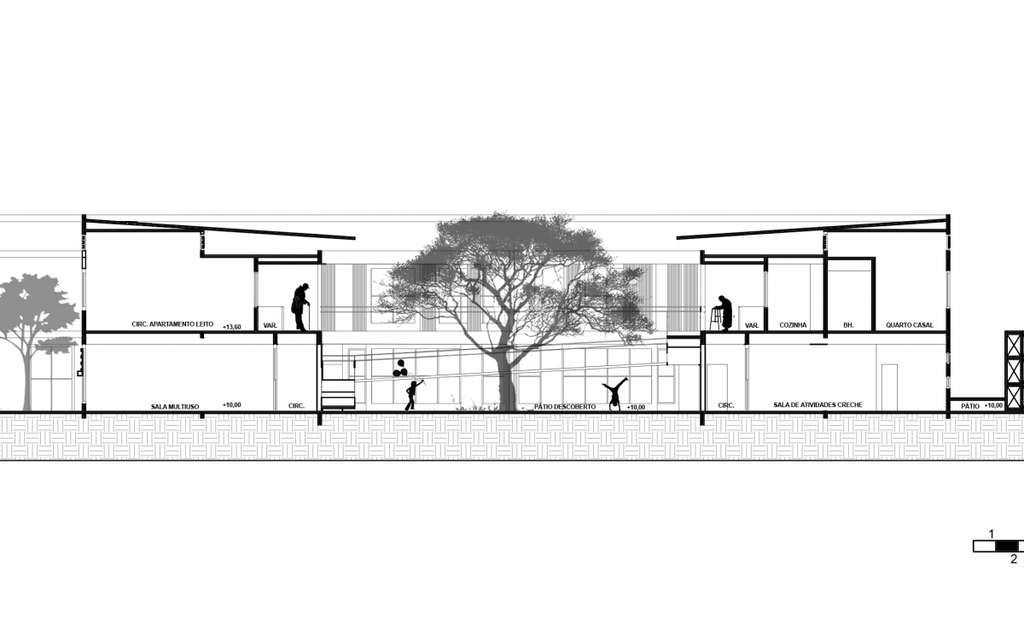 CIRC. APARTAMENTO LEITO +13,60 VAR. VAR. COZINHA BH. QUARTO CASAL
SALA MULTIUSO +10,00 CIRC. PÁTIO DESCOBERTO +10,00 CIRC. SALA DE ATIVIDADES CRECHE PÁTIO +10,00
1
2